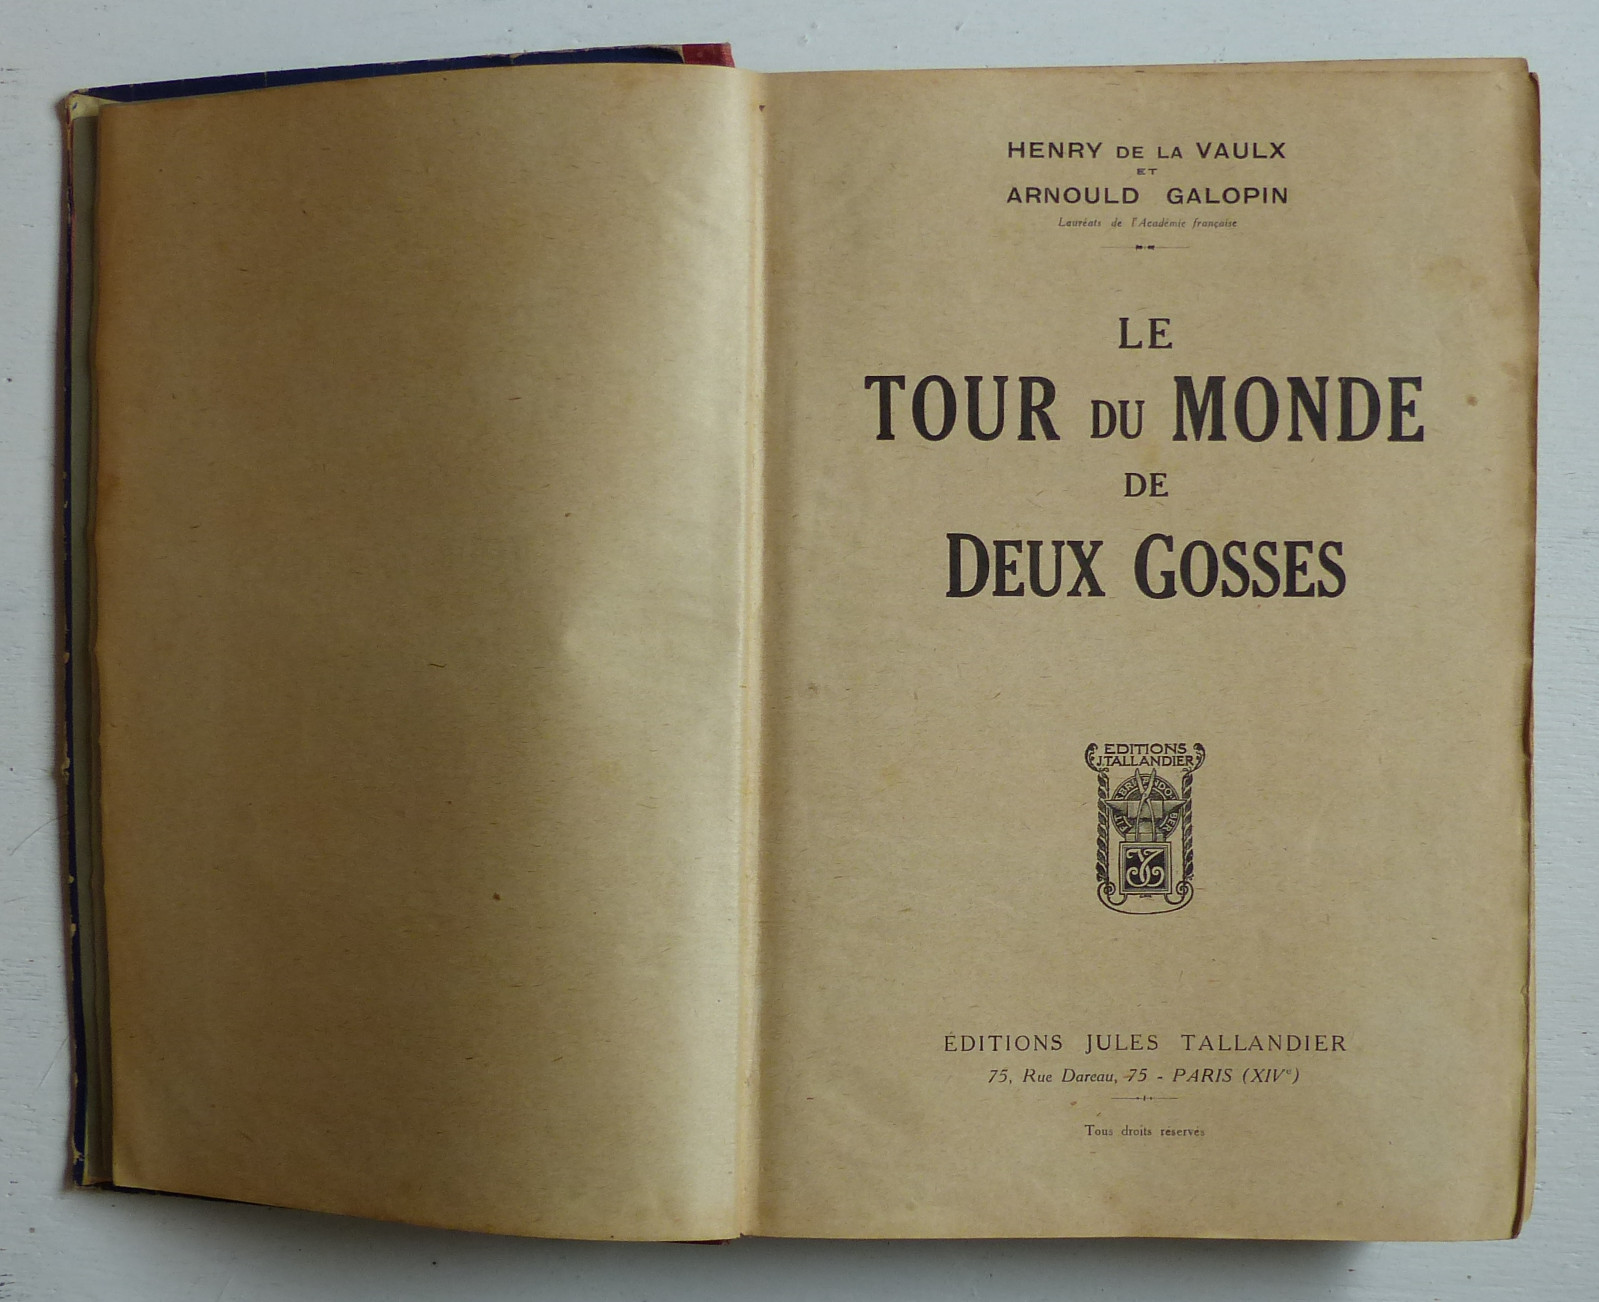 HENRY DE LA VAULX
ET
ARNOULD GALOPIN
Lauréats de l'Académie française
LE
TOUR DU MONDE
DE
DEUX GOSSES
EDITIONS
J.TALLANDIER
ÉDITIONS JULES TALLANDIER
75, Rue Dareau, 75 - PARIS (XIVe)
Tous droits réservés